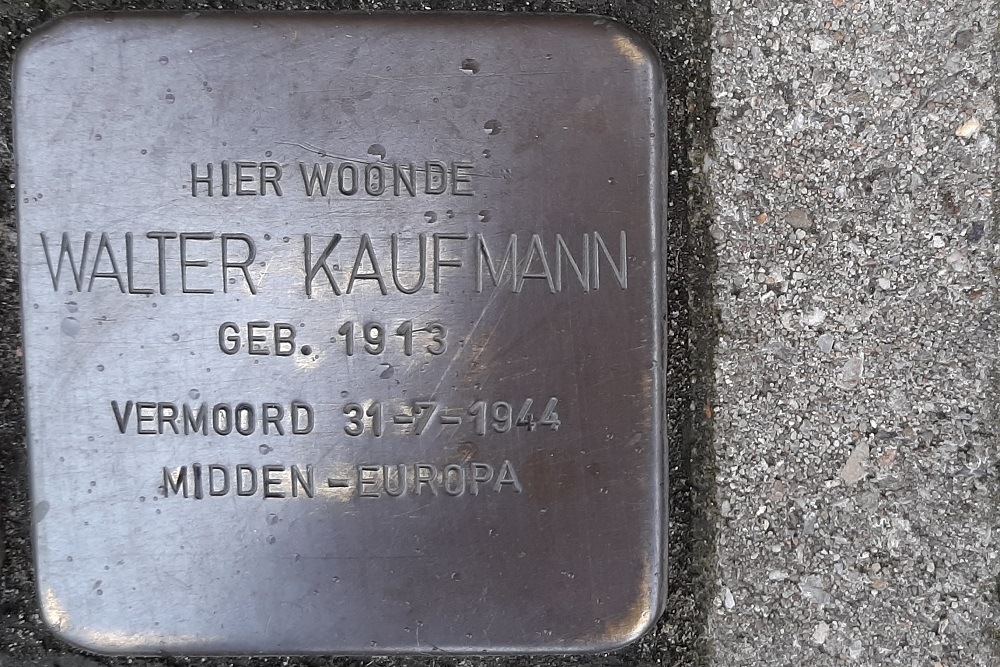 HIER WOONDE
WALTER KAUFMANN
GEB. 1913
VERMOORD 31-7-1944
MIDDEN-EUROPA